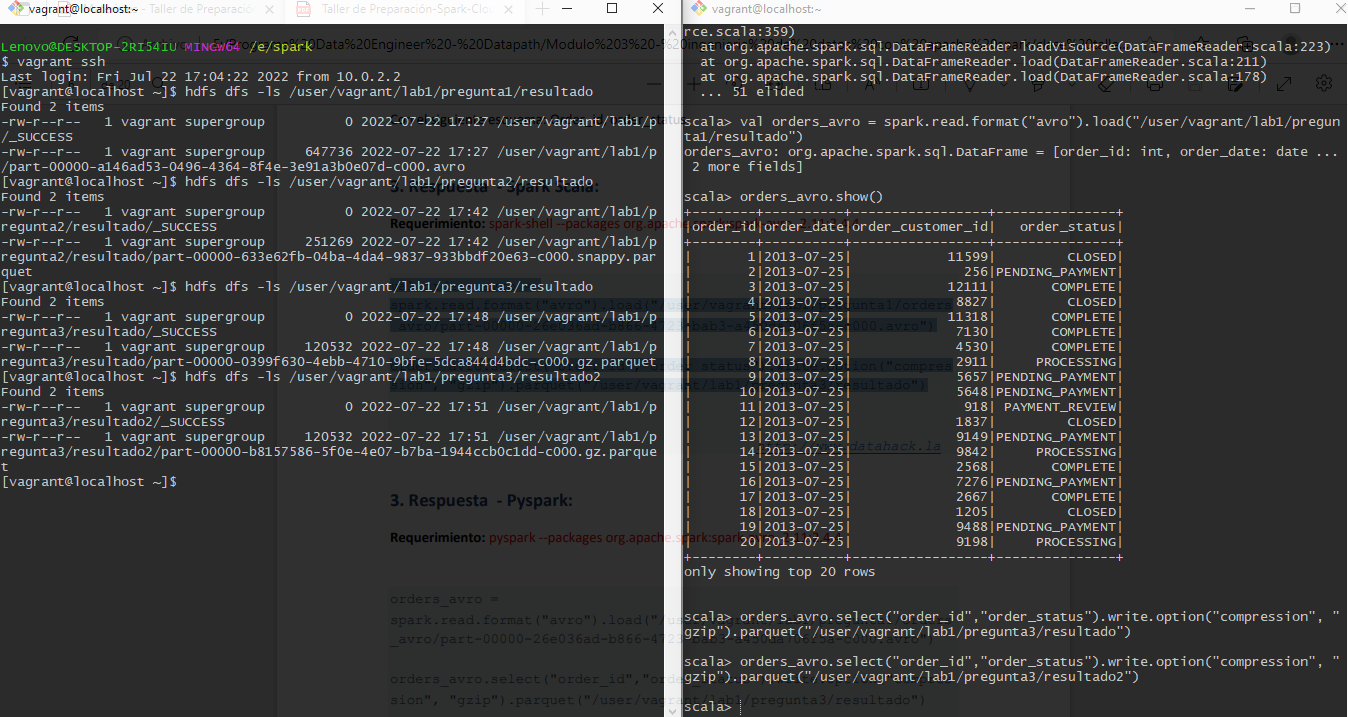 vagrant@localhost:~
Taller de Preparación
Taller de Preparación-Spark-Clo
Lenovo@DESKTOP-2RI54IU MINGW64 /e/spark
$ vagrant ssh
Last login: Fri Jul 22 17:04:22 2022 from 10.0.2.2
[vagrant@localhost ~]$ hdfs dfs -ls /user/vagrant/lab1/pregunta1/resultado
Found 2 items
-rw-r--r--   1 vagrant supergroup          0 2022-07-22 17:27 /user/vagrant/lab1/p
/_SUCCESS
-rw-r--r--   1 vagrant supergroup     647736 2022-07-22 17:27 /user/vagrant/lab1/p
/part-00000-a146ad53-0496-4364-8f4e-3e91a3b0e07d-c000.avro
[vagrant@localhost ~]$ hdfs dfs -ls /user/vagrant/lab1/pregunta2/resultado
Found 2 items
-rw-r--r--   1 vagrant supergroup          0 2022-07-22 17:42 /user/vagrant/lab1/p
regunta2/resultado/_SUCCESS
-rw-r--r--   1 vagrant supergroup     251269 2022-07-22 17:42 /user/vagrant/lab1/p
regunta2/resultado/part-00000-633e62fb-04ba-4da4-9837-933bbdf20e63-c000.snappy.par
quet
[vagrant@localhost ~]$ hdfs dfs -ls /user/vagrant/lab1/pregunta3/resultado
Found 2 items
-rw-r--r--   1 vagrant supergroup          0 2022-07-22 17:48 /user/vagrant/lab1/p
regunta3/resultado/_SUCCESS
-rw-r--r--   1 vagrant supergroup     120532 2022-07-22 17:48 /user/vagrant/lab1/p
regunta3/resultado/part-00000-0399f630-4ebb-4710-9bfe-5dca844d4bdc-c000.gz.parquet
[vagrant@localhost ~]$ hdfs dfs -ls /user/vagrant/lab1/pregunta3/resultado2
Found 2 items
-rw-r--r--   1 vagrant supergroup          0 2022-07-22 17:51 /user/vagrant/lab1/p
regunta3/resultado2/_SUCCESS
-rw-r--r--   1 vagrant supergroup     120532 2022-07-22 17:51 /user/vagrant/lab1/p
regunta3/resultado2/part-00000-b8157586-5f0e-4e07-b7ba-1944ccb0c1dd-c000.gz.parque
t
[vagrant@localhost ~]$
3. Respuesta - Spark Scala:
3. Respuesta - Pyspark:
Requerimiento: pyspark --packages
orders_avro =
vagrant@localhost:~
rce.scala:359)
  at org.apache.spark.sql.DataFrameReader.loadV1Source(DataFrameReader.scala:223)
  at org.apache.spark.sql.DataFrameReader.load(DataFrameReader.scala:211)
  at org.apache.spark.sql.DataFrameReader.load(DataFrameReader.scala:178)
  ... 51 elided
scala> val orders_avro = spark.read.format("avro").load("/user/vagrant/lab1/pregun
ta1/resultado")
orders_avro: org.apache.spark.sql.DataFrame = [order_id: int, order_date: date ...
 2 more fields]
scala> orders_avro.show()
+--------+----------+-----------------+---------------+
|order_id|order_date|order_customer_id|   order_status|
+--------+----------+-----------------+---------------+
|       1|2013-07-25|            11599|         CLOSED|
|       2|2013-07-25|              256|PENDING_PAYMENT|
|       3|2013-07-25|            12111|       COMPLETE|
|       4|2013-07-25|             8827|         CLOSED|
|       5|2013-07-25|            11318|       COMPLETE|
|       6|2013-07-25|             7130|       COMPLETE|
|       7|2013-07-25|             4530|       COMPLETE|
|       8|2013-07-25|             2911|     PROCESSING|
|       9|2013-07-25|             5657|PENDING_PAYMENT|
|      10|2013-07-25|             5648|PENDING_PAYMENT|
|      11|2013-07-25|              918| PAYMENT_REVIEW|
|      12|2013-07-25|             1837|         CLOSED|
|      13|2013-07-25|             9149|PENDING_PAYMENT|
|      14|2013-07-25|             9842|     PROCESSING|
|      15|2013-07-25|             2568|       COMPLETE|
|      16|2013-07-25|             7276|PENDING_PAYMENT|
|      17|2013-07-25|             2667|       COMPLETE|
|      18|2013-07-25|             1205|         CLOSED|
|      19|2013-07-25|             9488|PENDING_PAYMENT|
|      20|2013-07-25|             9198|     PROCESSING|
+--------+----------+-----------------+---------------+
only showing top 20 rows
scala> orders_avro.select("order_id","order_status").write.option("compression", "
gzip").parquet("/user/vagrant/lab1/pregunta3/resultado")
scala> orders_avro.select("order_id","order_status").write.option("compression", "
gzip").parquet("/user/vagrant/lab1/pregunta3/resultado2")
scala>